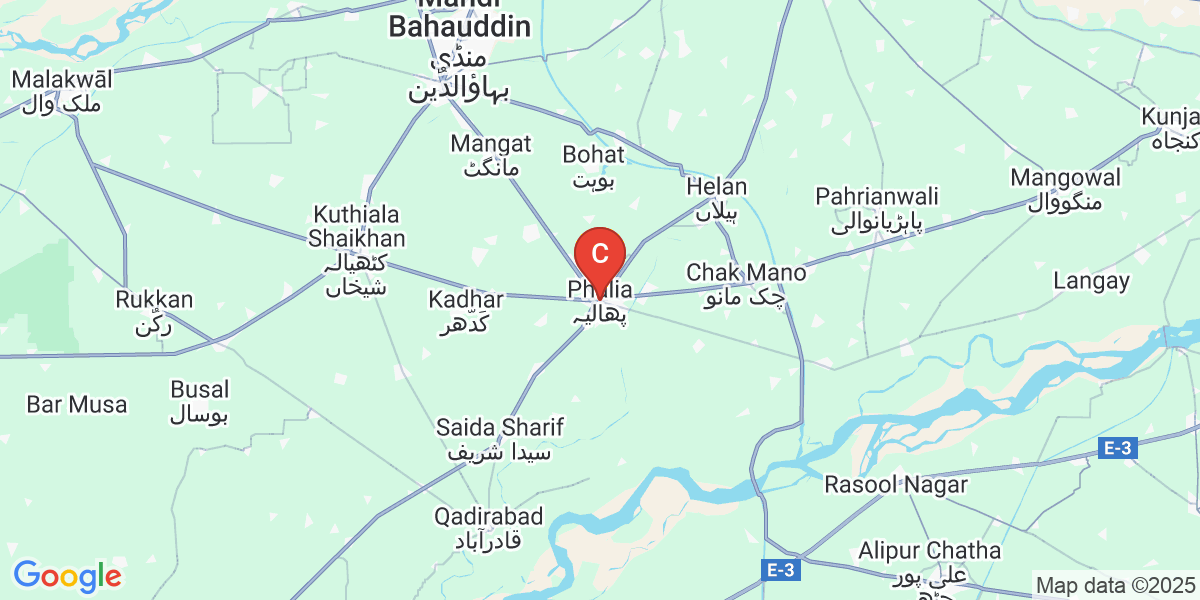 Mandi
Bahauddin
منڈی
بہاؤالدین
Malakwāl
ملک وال
Kunja
کنجاہ
Mangat
مانگٹ
Bohat
بوہت
Helan
ہیلاں
Pahrianwali
پاہڑیانوالی
Mangowal
منگووال
Kuthiala
Shaikhan
کٹھیالہ
شیخاں
C
Phalia
پھالیہ
Chak Mano
چک مانو
Langay
Rukkan
رکّن
Kadhar
کَدّھر
Busal
بوسال
Bar Musa
Saida Sharif
سیدا شریف
E-3
Rasool Nagar
Qadirabad
قادرآباد
Alipur Chatha
علی پور
چٹھہ
E-3
Google
Map data ©2025